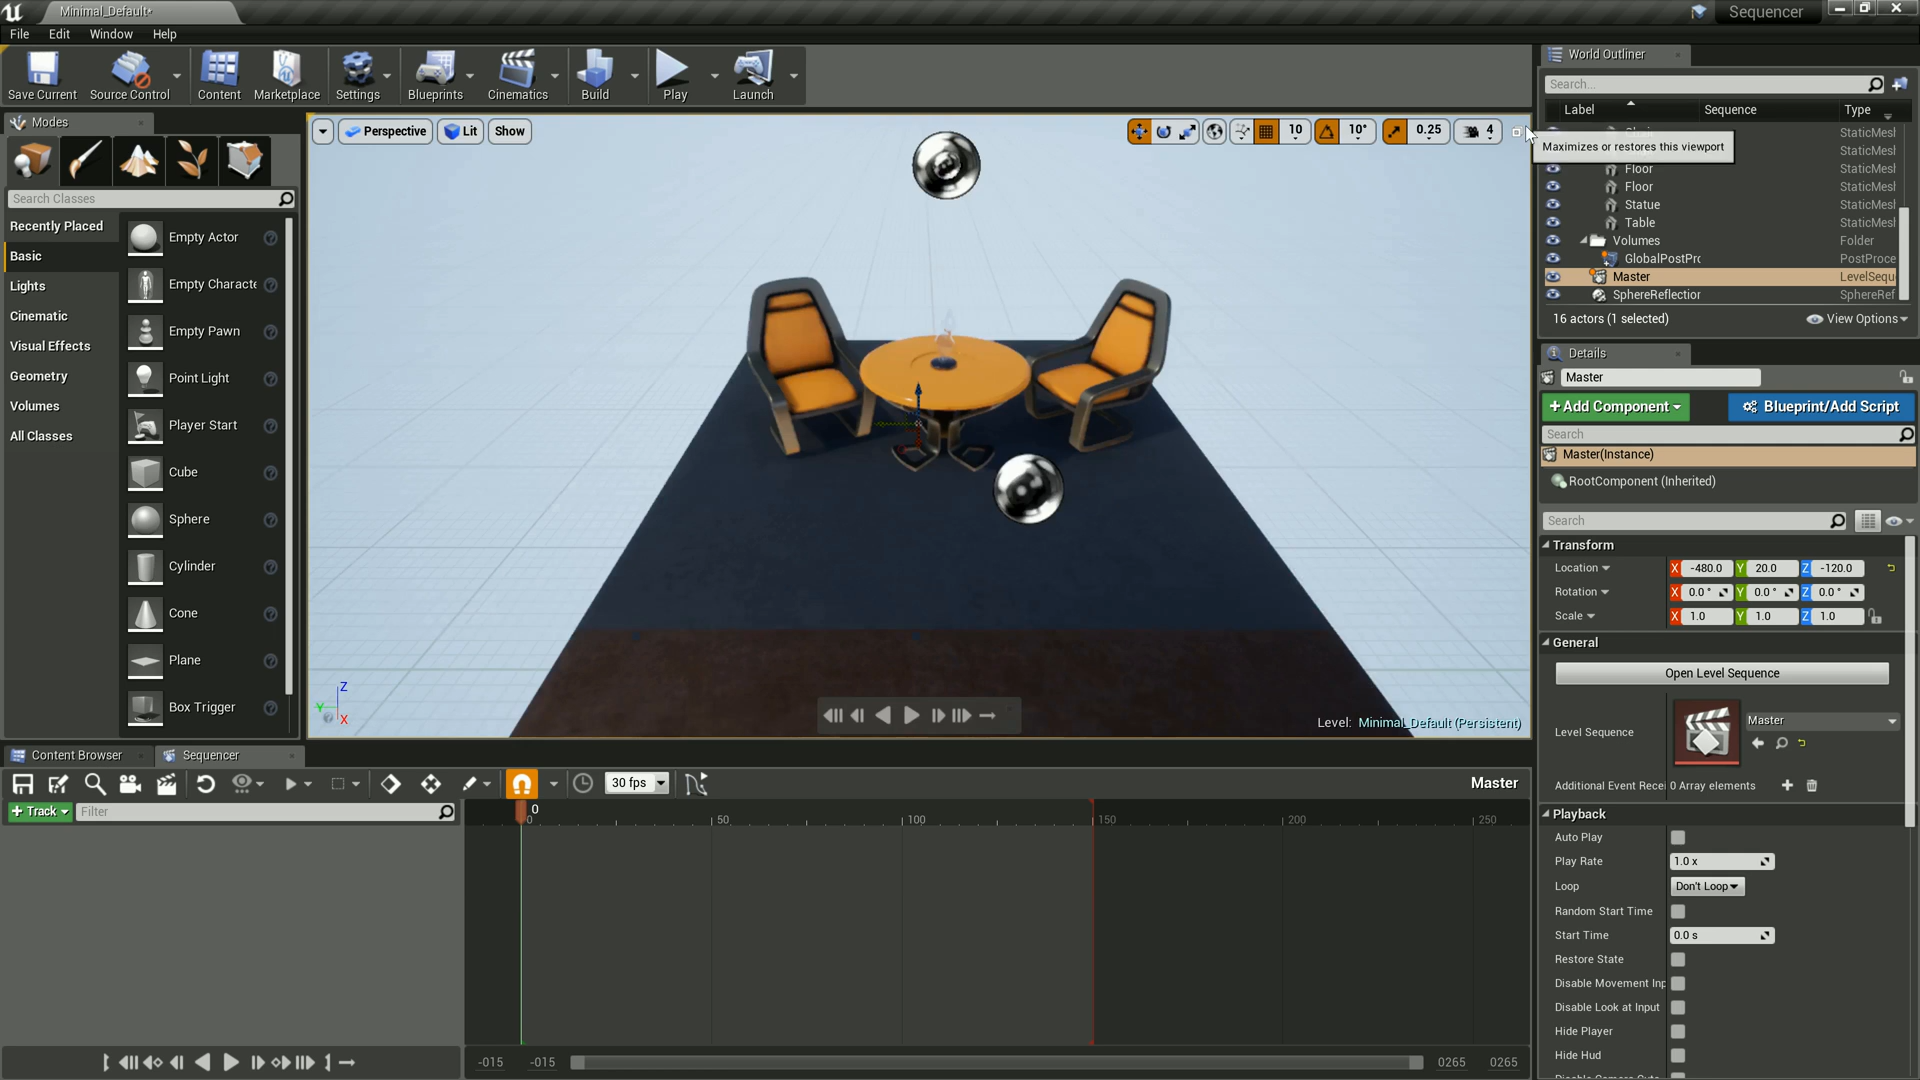 Minimal_Default*
Sequencer
File Edit Window Help
Save Current Source Control Content Marketplace Settings Blueprints Cinematics Build Play Launch
Modes
Search Classes
Recently Placed
Basic
Lights
Cinematic
Visual Effects
Geometry
Volumes
All Classes
Empty Actor
Empty Characte
Empty Pawn
Point Light
Player Start
Cube
Sphere
Cylinder
Cone
Plane
Box Trigger
Perspective Lit Show
10 10° 0.25 4
Maximizes or restores this viewport
Z
Y
X
Level: Minimal_Default (Persistent)
World Outliner
Search...
Label Sequence Type
StaticMesh
StaticMesh
Floor StaticMesh
Floor StaticMesh
Statue StaticMesh
Table StaticMesh
Volumes Folder
GlobalPostPro PostProce
Master LevelSequ
SphereReflection SphereRef
16 actors (1 selected) View Options
Details
Master
+Add Component Blueprint/Add Script
Search
Master(Instance)
RootComponent (Inherited)
Search
Transform
Location X -480.0 Y 20.0 Z -120.0
Rotation X 0.0 ° Y 0.0 ° Z 0.0 °
Scale X 1.0 Y 1.0 Z 1.0
General
Open Level Sequence
Level Sequence Master
Additional Event Recei 0 Array elements
Playback
Auto Play
Play Rate 1.0 x
Loop Don't Loop
Random Start Time
Start Time 0.0 s
Restore State
Disable Movement Inp
Disable Look at Input
Hide Player
Hide Hud
Content Browser Sequencer
30 fps Master
+ Track Filter
0
0 50 100 150 200 250
-015 -015 0265 0265